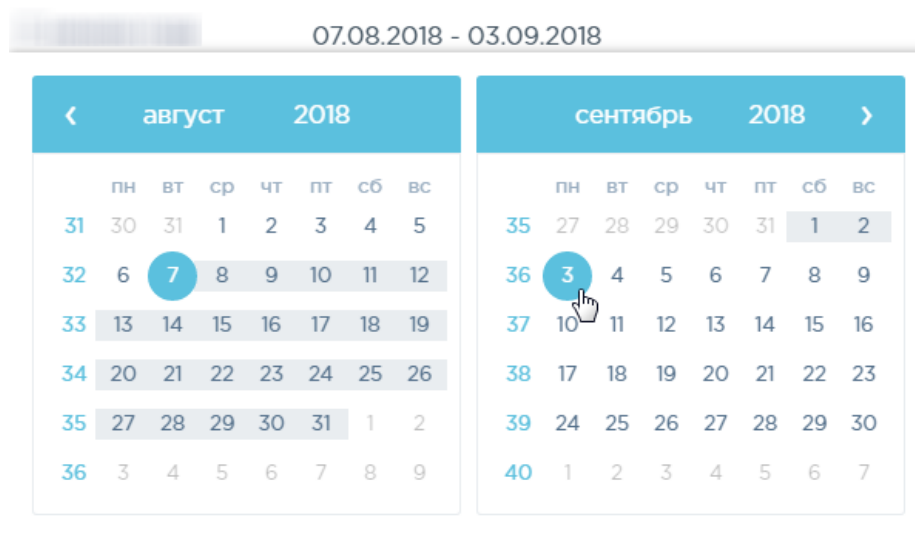 07.08.2018 - 03.09.2018
‹ август 2018
пн вт ср чт пт сб вс
31 30 31 1 2 3 4 5
32 6 7 8 9 10 11 12
33 13 14 15 16 17 18 19
34 20 21 22 23 24 25 26
35 27 28 29 30 31 1 2
36 3 4 5 6 7 8 9
сентябрь 2018 ›
пн вт ср чт пт сб вс
35 27 28 29 30 31 1 2
36 3 4 5 6 7 8 9
37 10 11 12 13 14 15 16
38 17 18 19 20 21 22 23
39 24 25 26 27 28 29 30
40 1 2 3 4 5 6 7